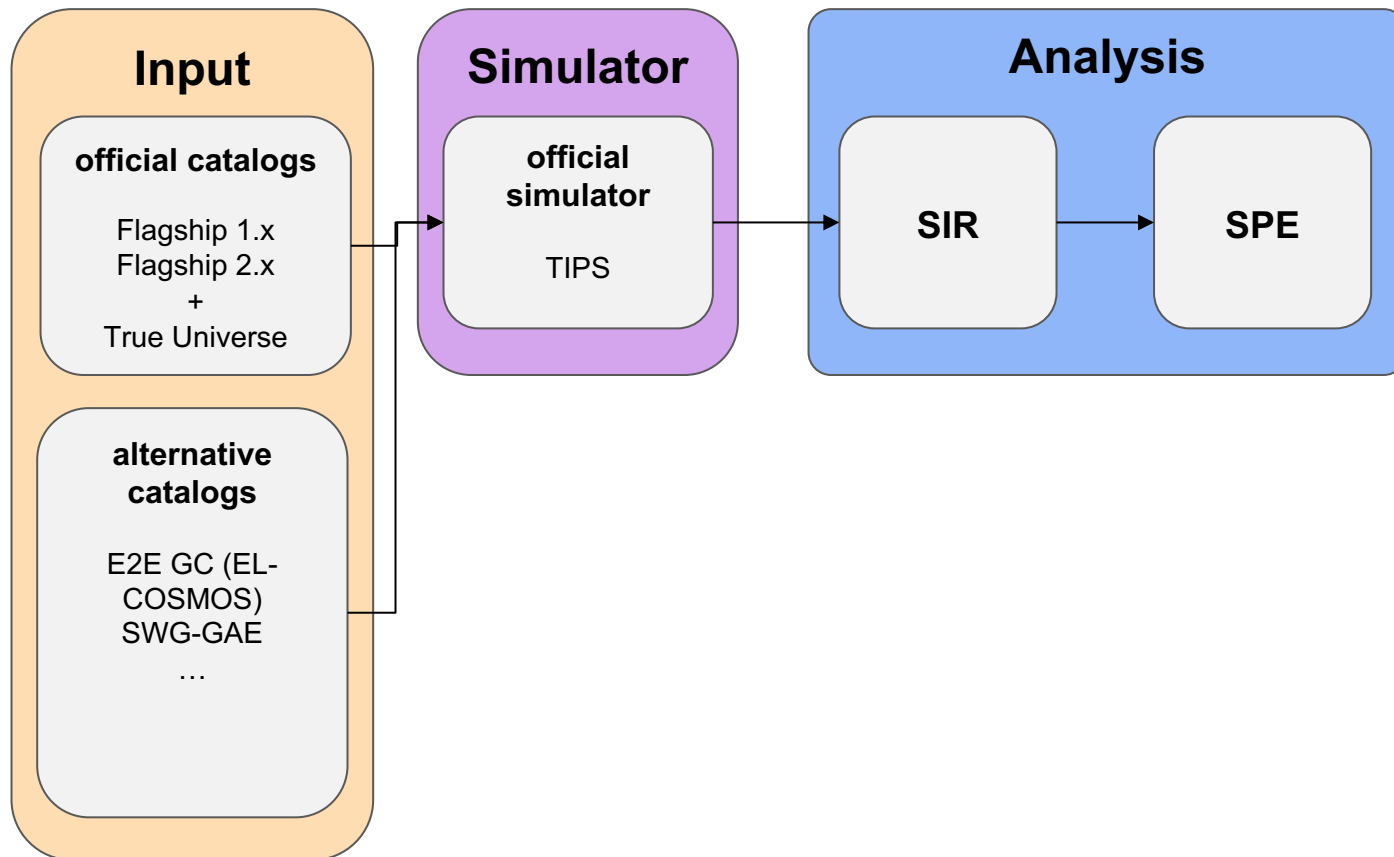 Input
official catalogs
Flagship 1.x
Flagship 2.x
+
True Universe
alternative
catalogs
E2E GC (EL-
COSMOS)
SWG-GAE
…
Simulator
official
simulator
TIPS
Analysis
SIR
SPE